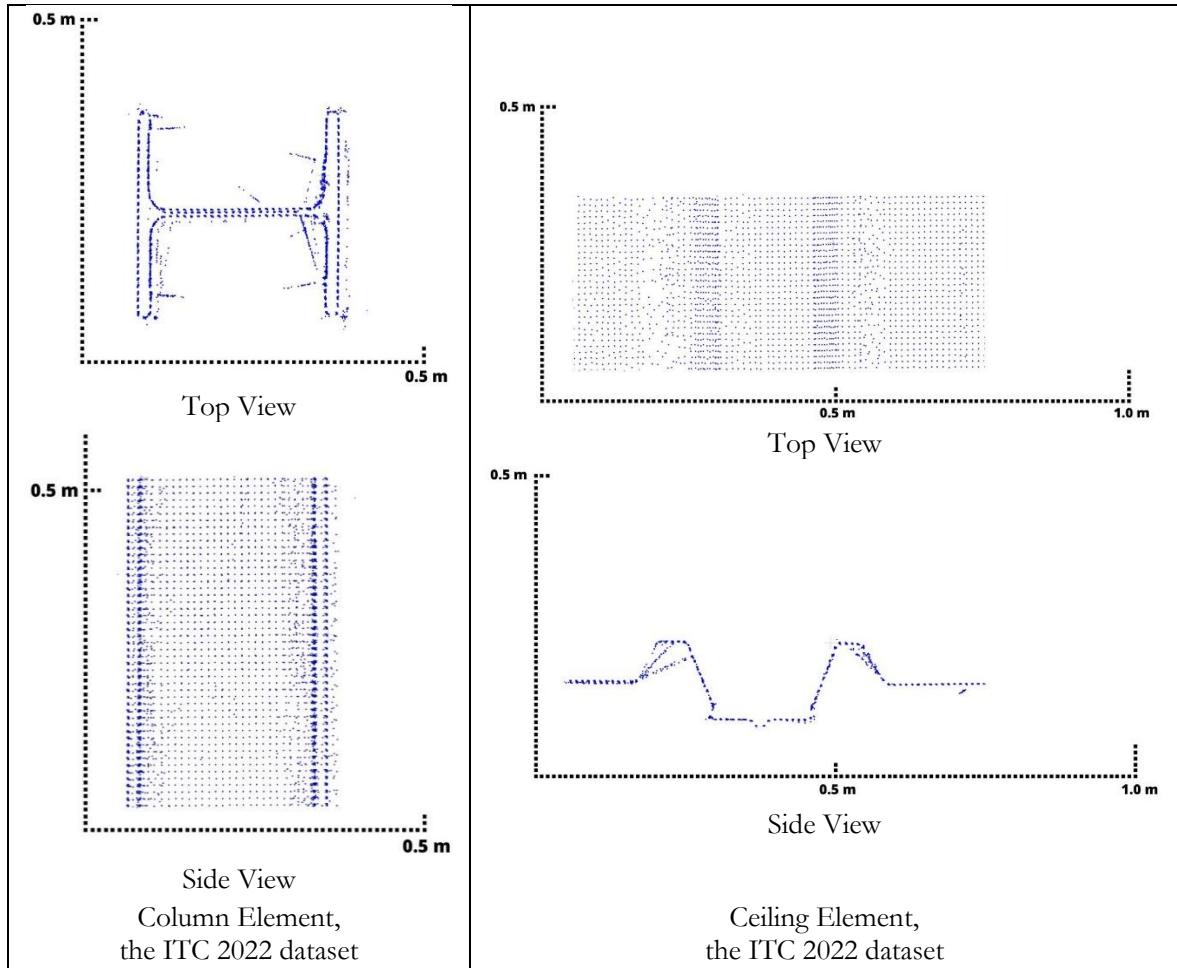 0.5 m
0.5 m
Top View
0.5 m
0.5 m
Side View
Column Element,
the ITC 2022 dataset
0.5 m
0.5 m
1.0 m
Top View
0.5 m
0.5 m
1.0 m
Side View
Ceiling Element,
the ITC 2022 dataset